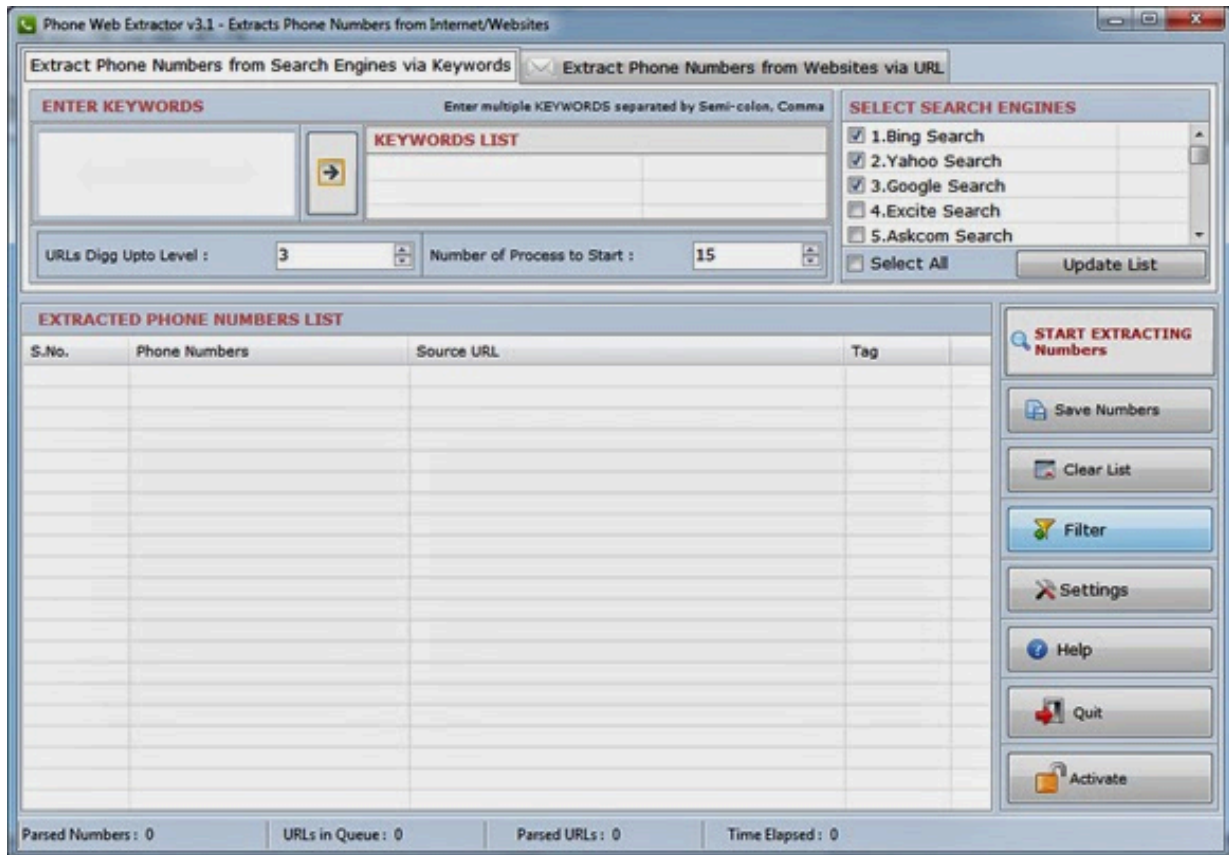 Phone Web Extractor v3.1 - Extracts Phone Numbers from Internet/Websites
Extract Phone Numbers from Search Engines via Keywords
Extract Phone Numbers from Websites via URL
ENTER KEYWORDS
Enter multiple KEYWORDS separated by Semi-colon, Comma
KEYWORDS LIST
SELECT SEARCH ENGINES
1.Bing Search
2.Yahoo Search
3.Google Search
4.Excite Search
5.Askcom Search
Select All
Update List
URLs Digg Upto Level : 3
Number of Process to Start : 15
EXTRACTED PHONE NUMBERS LIST
S.No. Phone Numbers Source URL Tag
START EXTRACTING
Numbers
Save Numbers
Clear List
Filter
Settings
Help
Quit
Activate
Parsed Numbers : 0 URLs in Queue : 0 Parsed URLs : 0 Time Elapsed : 0